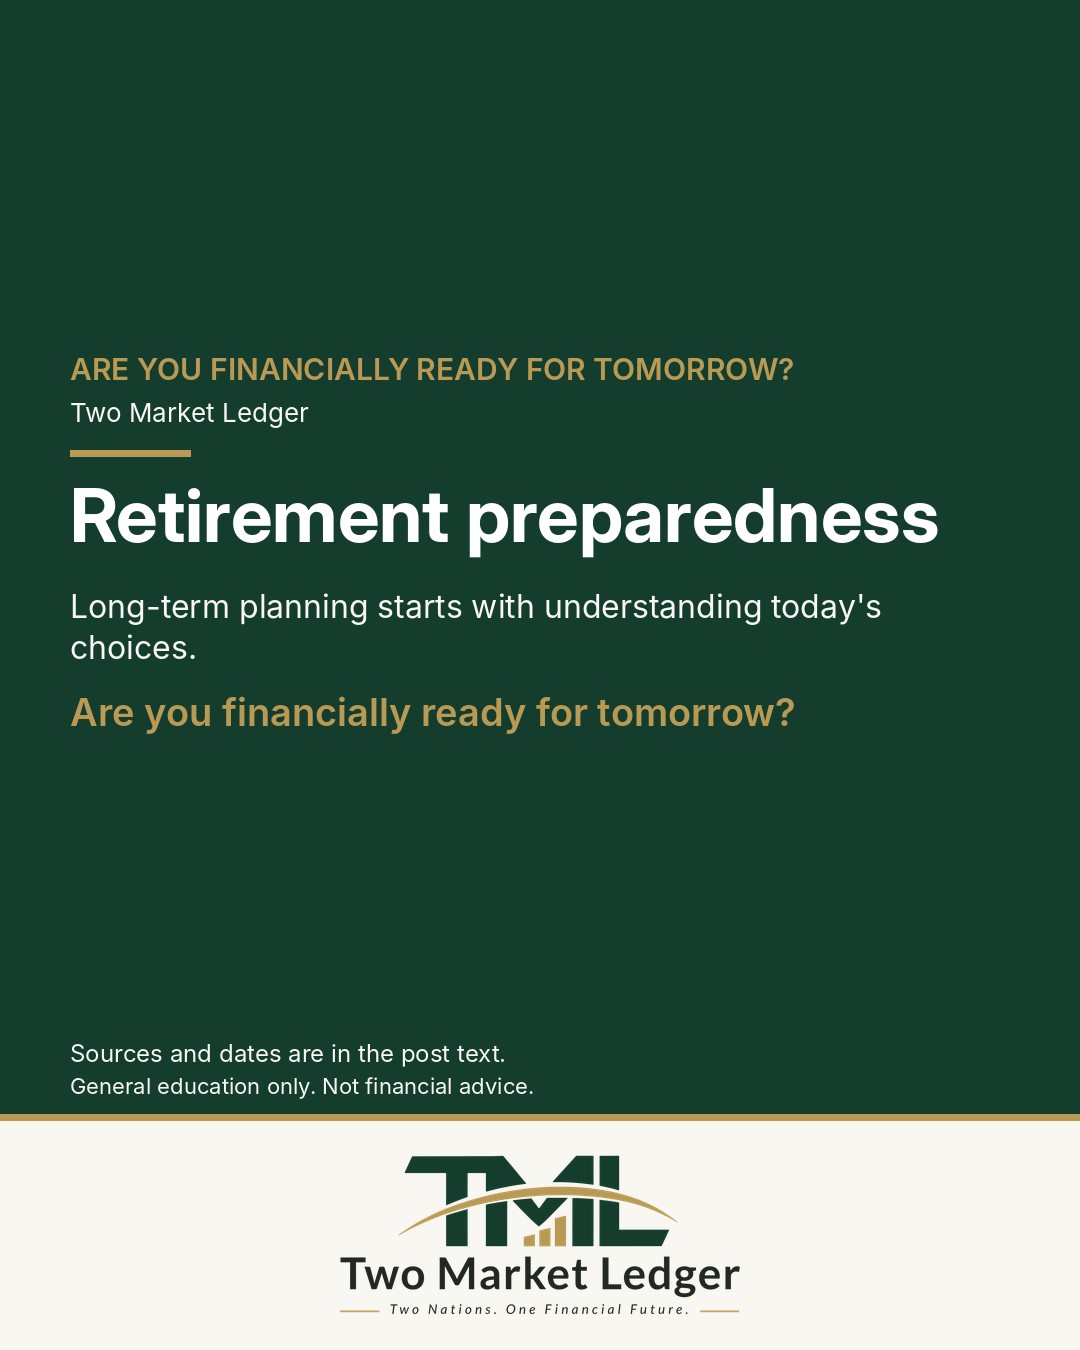 ARE YOU FINANCIALLY READY FOR TOMORROW?
Two Market Ledger
Retirement preparedness
Long-term planning starts with understanding today's
choices.
Are you financially ready for tomorrow?
Sources and dates are in the post text.
General education only. Not financial advice.
TML
Two Market Ledger
Two Nations. One Financial Future.